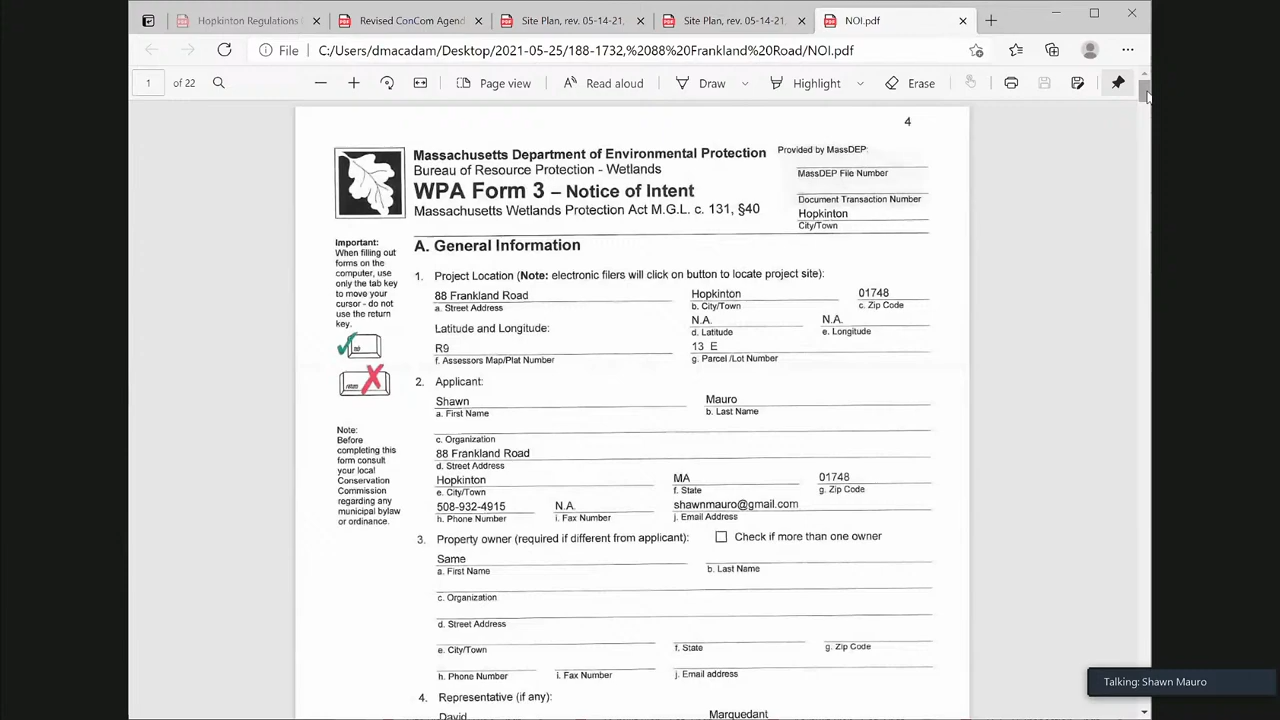 Hopkinton Regulations
Revised ConCom Agend
Site Plan, rev. 05-14-21,
Site Plan, rev. 05-14-21,
NOI.pdf
File
C:/Users/dmacadam/Desktop/2021-05-25/188-1732,%2088%20Frankland%20Road/NOI.pdf
1 of 22
Page view
Read aloud
Draw
Highlight
Erase
4
Massachusetts Department of Environmental Protection
Bureau of Resource Protection - Wetlands
WPA Form 3 – Notice of Intent
Massachusetts Wetlands Protection Act M.G.L. c. 131, §40
Provided by MassDEP:
MassDEP File Number
Document Transaction Number
Hopkinton
City/Town
Important:
When filling out
forms on the
computer, use
only the tab key
to move your
cursor - do not
use the return
key.
tab
return
Note:
Before
completing this
form consult
your local
Conservation
Commission
regarding any
municipal bylaw
or ordinance.
A. General Information
1. Project Location (Note: electronic filers will click on button to locate project site):
88 Frankland Road
a. Street Address
Hopkinton
b. City/Town
01748
c. Zip Code
Latitude and Longitude:
N.A.
d. Latitude
N.A.
e. Longitude
R9
f. Assessors Map/Plat Number
13 E
g. Parcel /Lot Number
2. Applicant:
Shawn
a. First Name
Mauro
b. Last Name
c. Organization
88 Frankland Road
d. Street Address
Hopkinton
e. City/Town
MA
f. State
01748
g. Zip Code
508-932-4915
h. Phone Number
N.A.
i. Fax Number
shawnmauro@gmail.com
j. Email Address
3. Property owner (required if different from applicant):
Check if more than one owner
Same
a. First Name
b. Last Name
c. Organization
d. Street Address
e. City/Town
f. State
g. Zip Code
h. Phone Number
i. Fax Number
j. Email address
4. Representative (if any):
David
Marquedant
Talking: Shawn Mauro